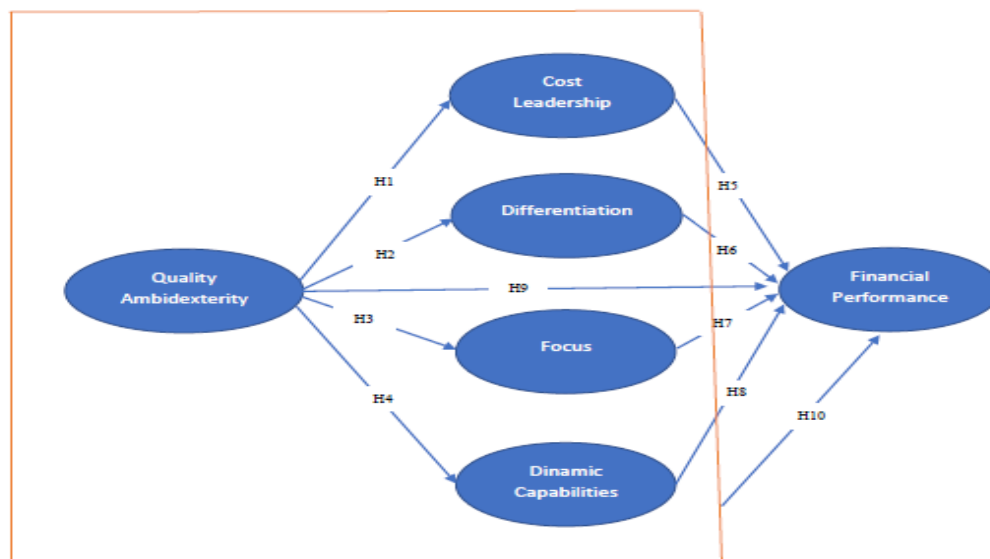 Cost
Leadership
H1
H5
Differentiation
H2
H6
Quality
Ambidexterity
H9
Financial
Performance
H3
Focus
H7
H4
H8
H10
Dinamic
Capabilities